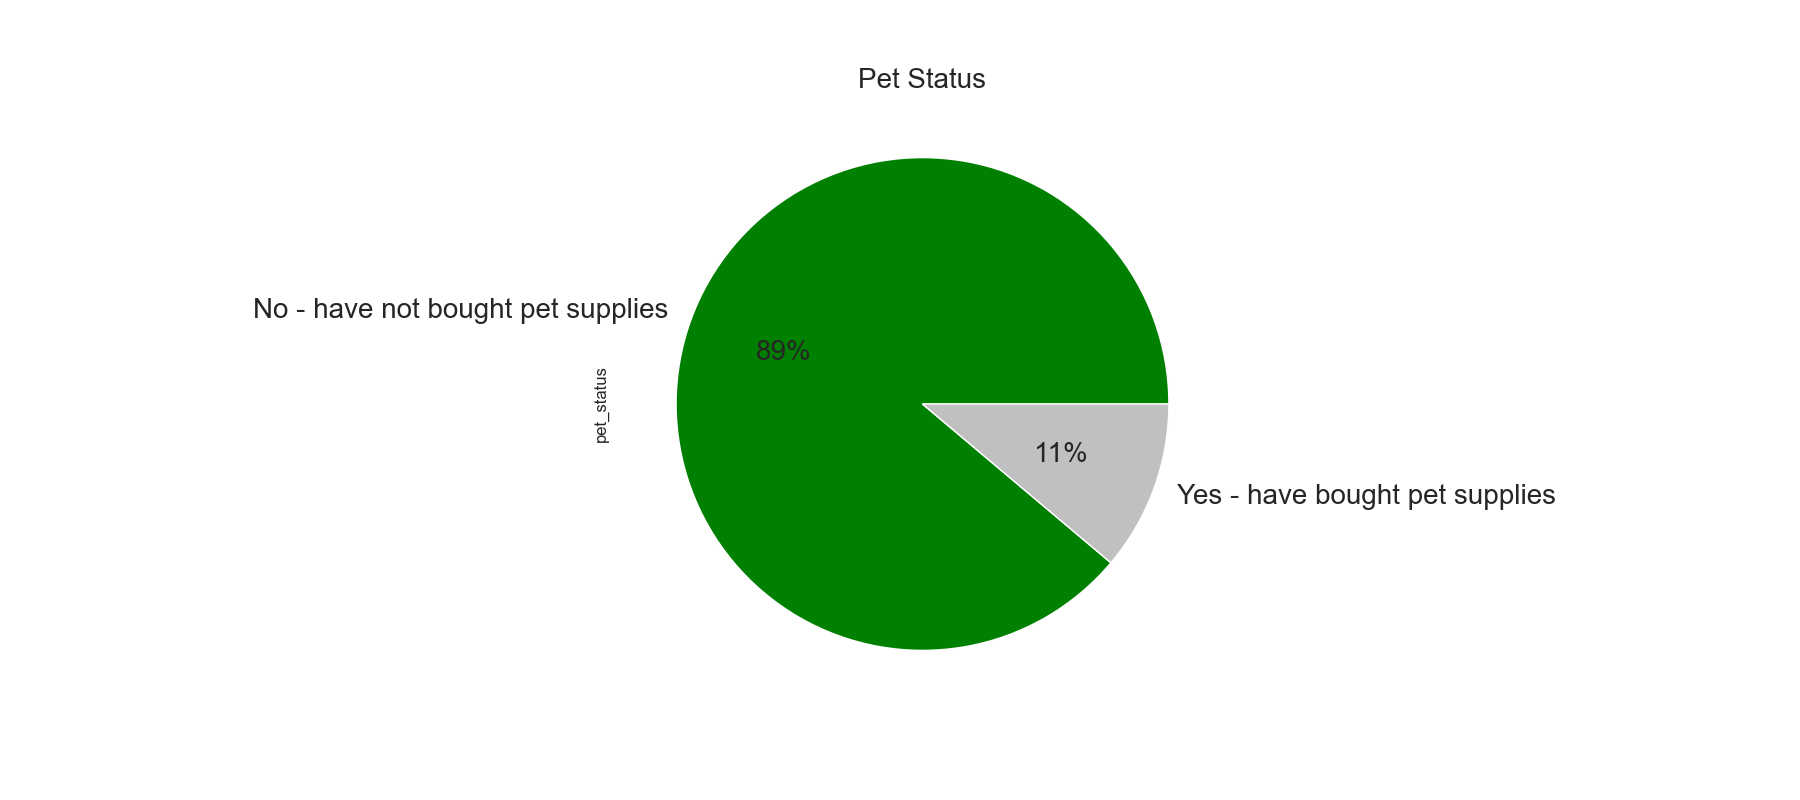 Pet Status
No - have not bought pet supplies
89%
pet_status
11%
Yes - have bought pet supplies